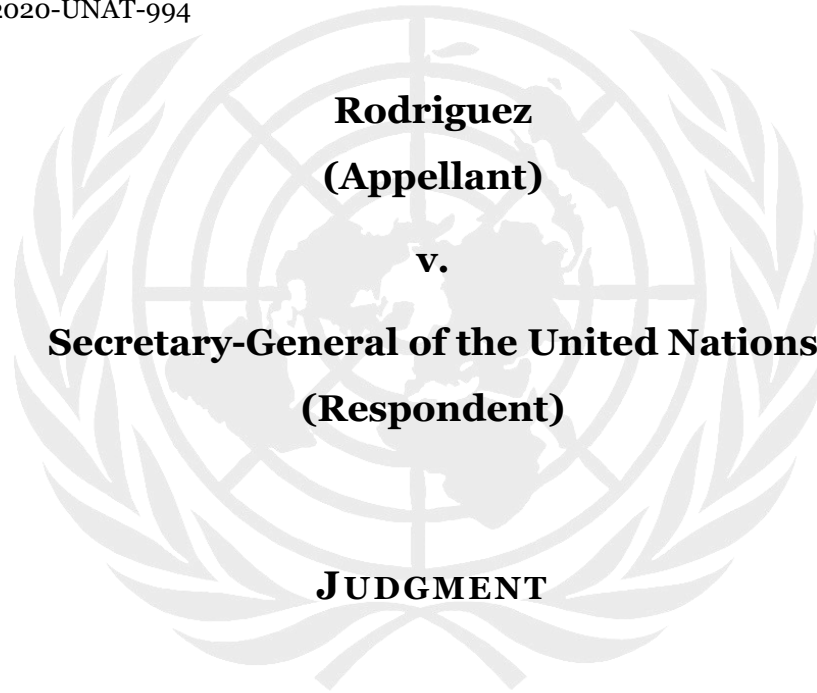 2020-UNAT-994
Rodriguez
(Appellant)
v.
Secretary-General of the United Nations
(Respondent)
JUDGMENT